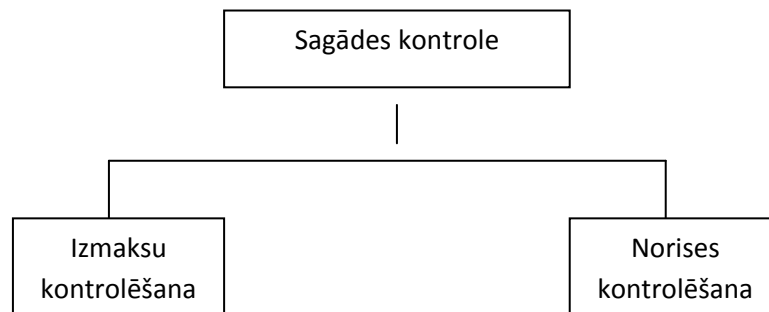 Sagādes kontrole
Izmaksu
kontrolēšana
Norises
kontrolēšana